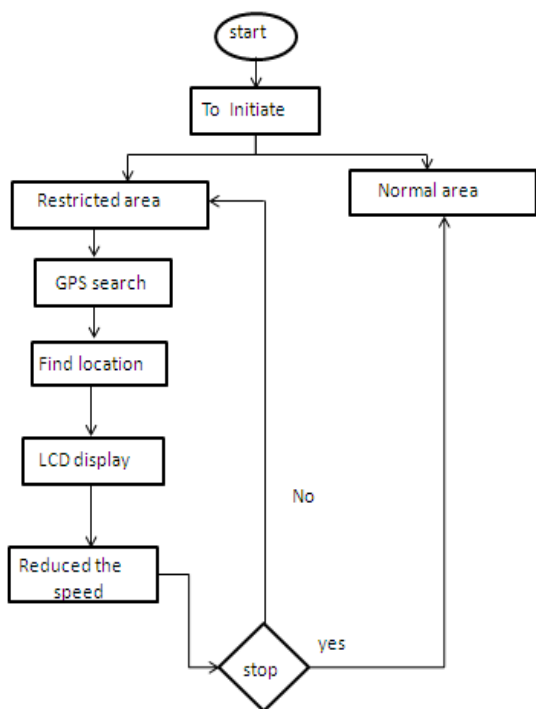 start
To Initiate
Restricted area
Normal area
GPS search
Find location
LCD display
No
Reduced the
speed
yes
stop